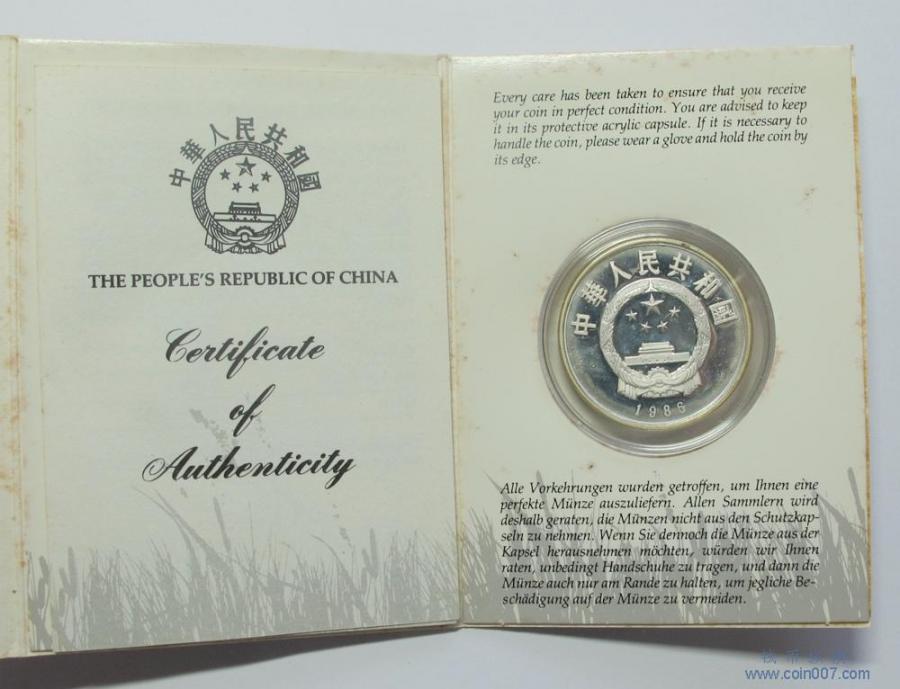 中華人民共和國
THE PEOPLE'S REPUBLIC OF CHINA
Certificate
of
Authenticity
Every care has been taken to ensure that you receive
your coin in perfect condition. You are advised to keep
it in its protective acrylic capsule. If it is necessary to
handle the coin, please wear a glove and hold the coin by
its edge.
中華人民共和國
1986
Alle Vorkehrungen wurden getroffen, um Ihnen eine
perfekte Münze auszuliefern. Allen Sammlern wird
deshalb geraten, die Münzen nicht aus den Schutzkap-
seln zu nehmen. Wenn Sie dennoch die Münze aus der
Kapsel herausnehmen möchten, würden wir Ihnen
raten, unbedingt Handschuhe zu tragen, und dann die
Münze auch nur am Rande zu halten, um jegliche Be-
schädigung auf der Münze zu vermeiden.
www.coin007.com